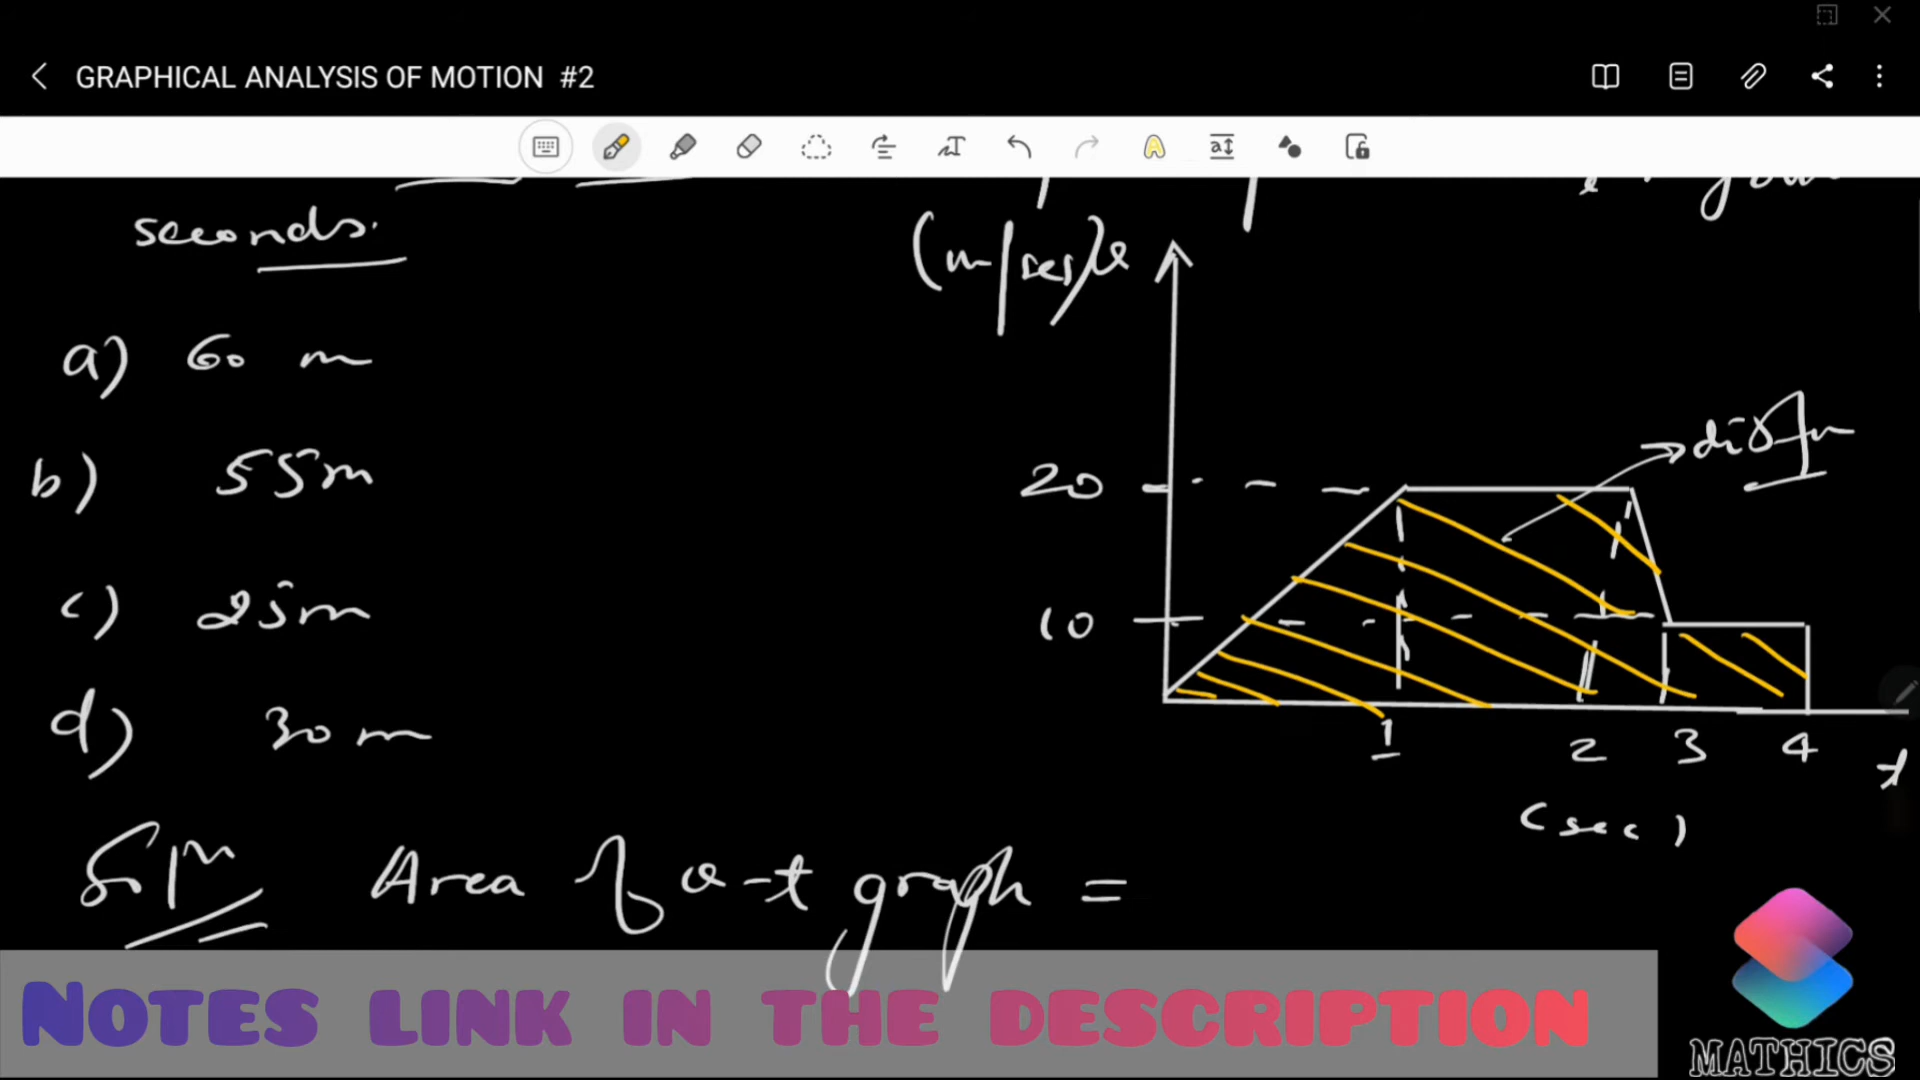 GRAPHICAL ANALYSIS OF MOTION #2
seconds.
(m/sec) v
a) 60 m
b) 55m
c) 25m
d) 30 m
20
10
1 2 3 4 t
(sec)
Area of v-t graph =
NOTES LINK IN THE DESCRIPTION
MATHICS